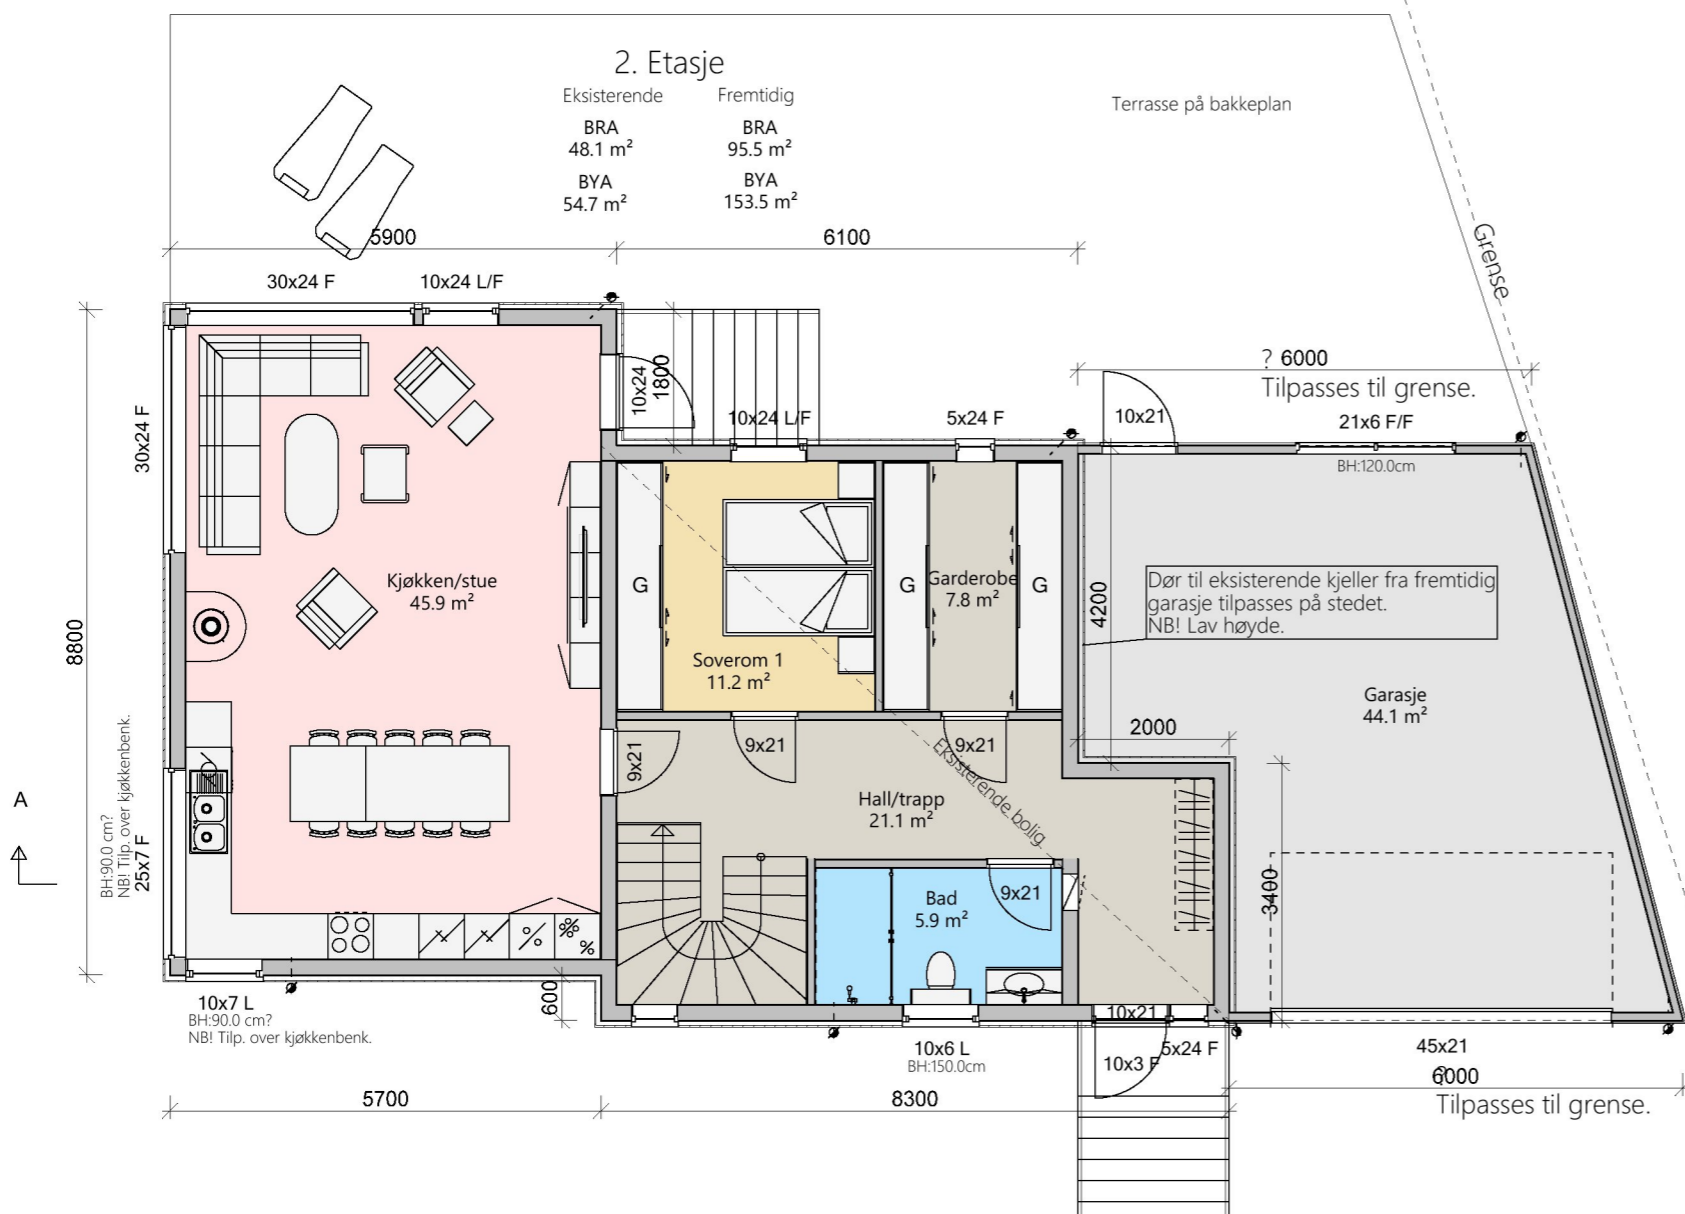 2. Etasje
Eksisterende
Fremtidig
BRA
48.1 m²
BRA
95.5 m²
BYA
54.7 m²
BYA
153.5 m²
Terrasse på bakkeplan
Grense
5900
6100
30x24 F
10x24 L/F
? 6000
Tilpasses til grense.
10x24
1800
10x24 L/F
5x24 F
10x21
21x6 F/F
BH:120.0cm
30x24 F
8800
Kjøkken/stue
45.9 m²
G
Soverom 1
11.2 m²
G
Garderobe
7.8 m²
G
4200
Dør til eksisterende kjeller fra fremtidig
garasje tilpasses på stedet.
NB! Lav høyde.
Garasje
44.1 m²
2000
9x21
9x21
9x21
Eksisterende bolig
Hall/trapp
21.1 m²
A
BH:90.0 cm?
NB! Tilp. over kjøkkenbenk.
25x7 F
Bad
5.9 m²
9x21
3400
600
10x7 L
BH:90.0 cm?
NB! Tilp. over kjøkkenbenk.
10x6 L
BH:150.0cm
10x21
10x3 F
5x24 F
45x21
?
6000
Tilpasses til grense.
5700
8300